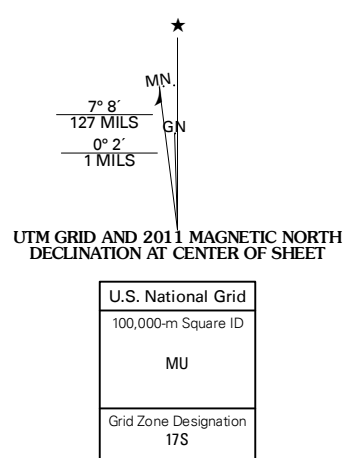 ★
M.N.
7° 8´
127 MILS
GN
0° 2´
1 MILS
UTM GRID AND 2011 MAGNETIC NORTH
DECLINATION AT CENTER OF SHEET
U.S. National Grid
100,000-m Square ID
MU
Grid Zone Designation
17S